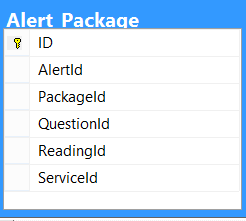 Alert_Package
ID
AlertId
PackageId
QuestionId
ReadingId
ServiceId